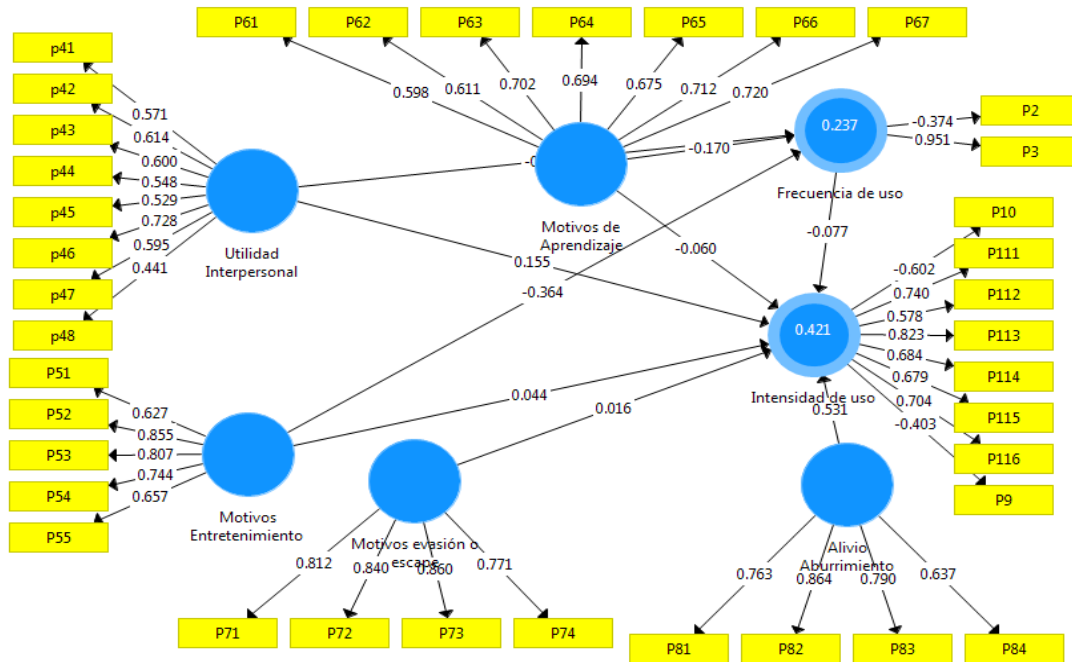 P61
P62
P63
P64
P65
P66
P67
p41
p42
p43
p44
p45
p46
p47
p48
0.571
0.614
0.600
0.548
0.529
0.728
0.595
0.441
0.598
0.611
0.702
0.694
0.675
0.712
0.720
Utilidad
Interpersonal
Motivos de
Aprendizaje
-0.170
0.237
Frecuencia de uso
-0.374
0.951
P2
P3
-0.077
-0.060
0.155
-0.364
0.421
Intensidad de uso
-0.602
0.740
0.578
0.823
0.684
0.679
0.704
-0.403
P10
P111
P112
P113
P114
P115
P116
P9
P51
P52
P53
P54
P55
0.627
0.855
0.807
0.744
0.657
Motivos
Entretenimiento
0.044
0.016
0.531
Motivos evasión o
escape
0.812
0.840
0.860
0.771
P71
P72
P73
P74
Alivio
Aburrimiento
0.763
0.864
0.790
0.637
P81
P82
P83
P84